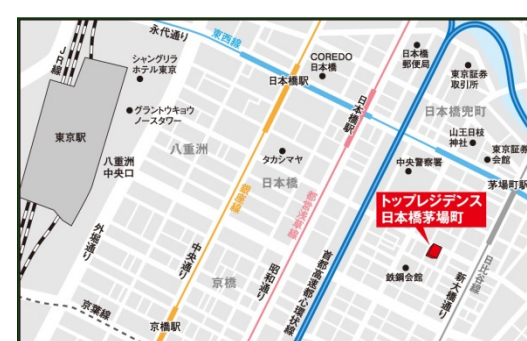 永代通り
東西線
JR線
シャングリラ
ホテル東京
COREDO
日本橋
日本橋
郵便局
東京証券
取引所
日本橋駅
日本橋駅
グラントウキョウ
ノースタワー
日本橋兜町
山王日枝
神社
東京証券
会館
東京駅
八重洲
中央口
八重洲
タカシマヤ
日本橋
中央警察署
茅場町駅
トップレジデンス
日本橋茅場町
銀座線
都営浅草線
外堀通り
中央通り
昭和通り
首都高速都心環状線
鉄鋼会館
新大橋通り
日比谷線
京橋
京葉線
京橋駅